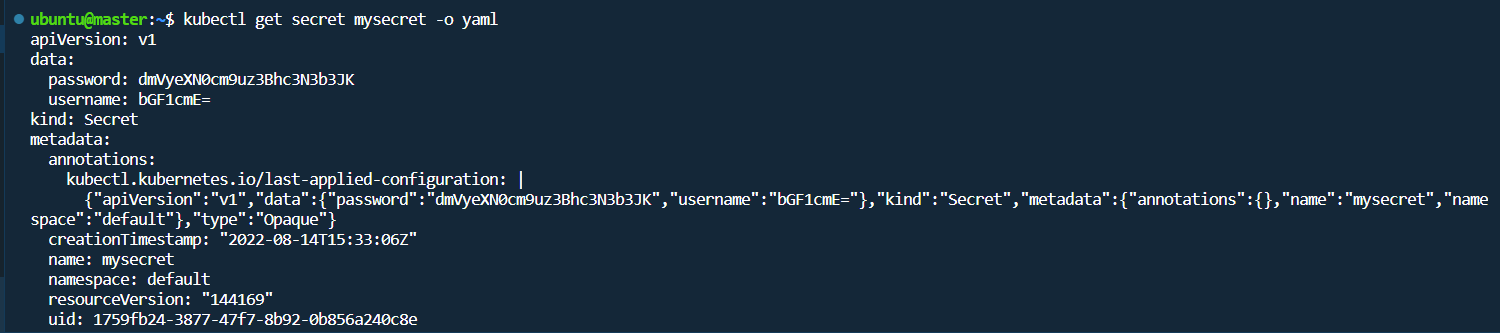 ubuntu@master:~$ kubectl get secret mysecret -o yaml
apiVersion: v1
data:
  password: dmVyeXN0cm9uz3Bhc3N3b3JK
  username: bGF1cmE=
kind: Secret
metadata:
  annotations:
    kubectl.kubernetes.io/last-applied-configuration: |
      {"apiVersion":"v1","data":{"password":"dmVyeXN0cm9uz3Bhc3N3b3JK","username":"bGF1cmE="},"kind":"Secret","metadata":{"annotations":{},"name":"mysecret","name
space":"default"},"type":"Opaque"}
  creationTimestamp: "2022-08-14T15:33:06Z"
  name: mysecret
  namespace: default
  resourceVersion: "144169"
  uid: 1759fb24-3877-47f7-8b92-0b856a240c8e